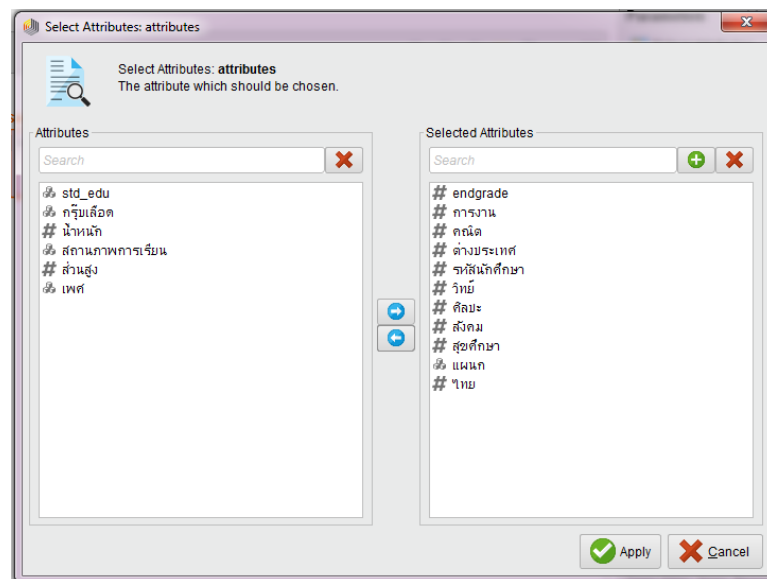 Select Attributes: attributes
Select Attributes: attributes
The attribute which should be chosen.
Attributes
Search
std_edu
กรุ๊บเลือด
น้ำหนัก
สถานภาพการเรียน
ส่วนสูง
เพศ
Selected Attributes
Search
endgrade
การงาน
คณิต
ต่างประเทศ
รหัสนักศึกษา
วิทย์
ศิลปะ
สังคม
สุขศึกษา
แผนก
ไทย
Apply
Cancel